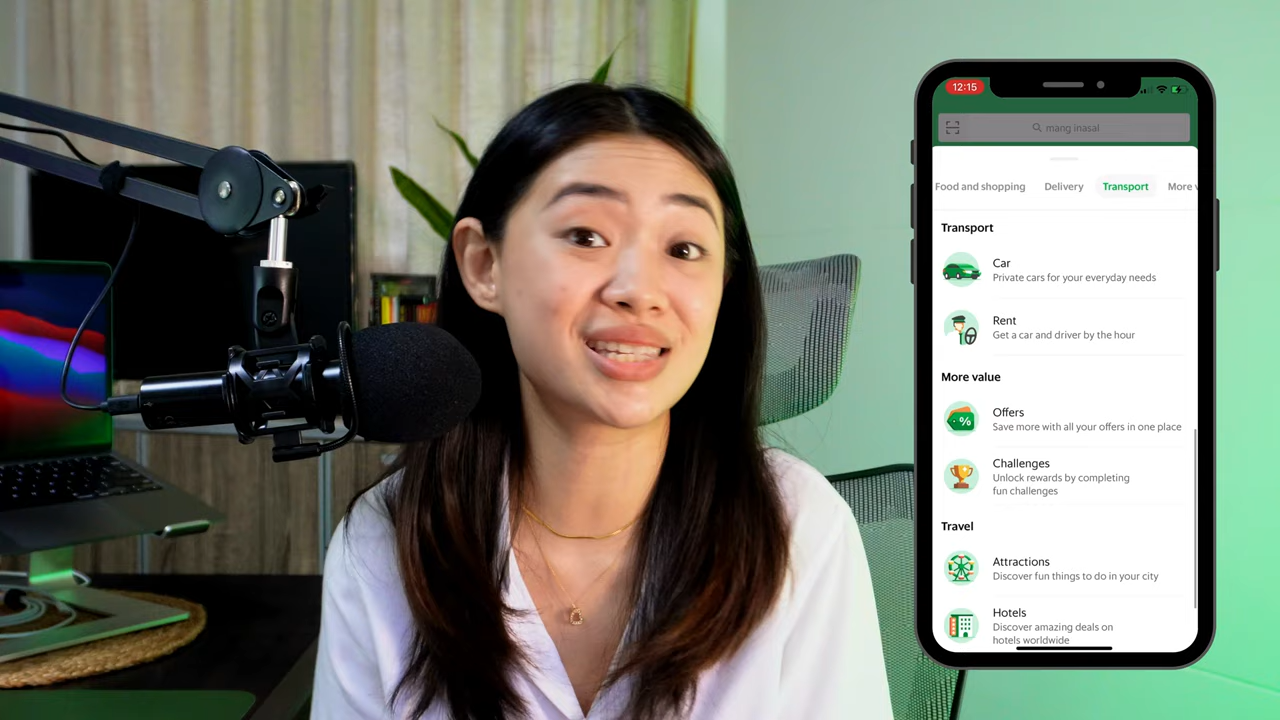 12:15
mang inasal
Food and shopping
Delivery
Transport
More v
Transport
Car
Private cars for your everyday needs
Rent
Get a car and driver by the hour
More value
Offers
%
Save more with all your offers in one place
Challenges
Unlock rewards by completing
fun challenges
Travel
Attractions
Discover fun things to do in your city
Hotels
Discover amazing deals on
hotels worldwide